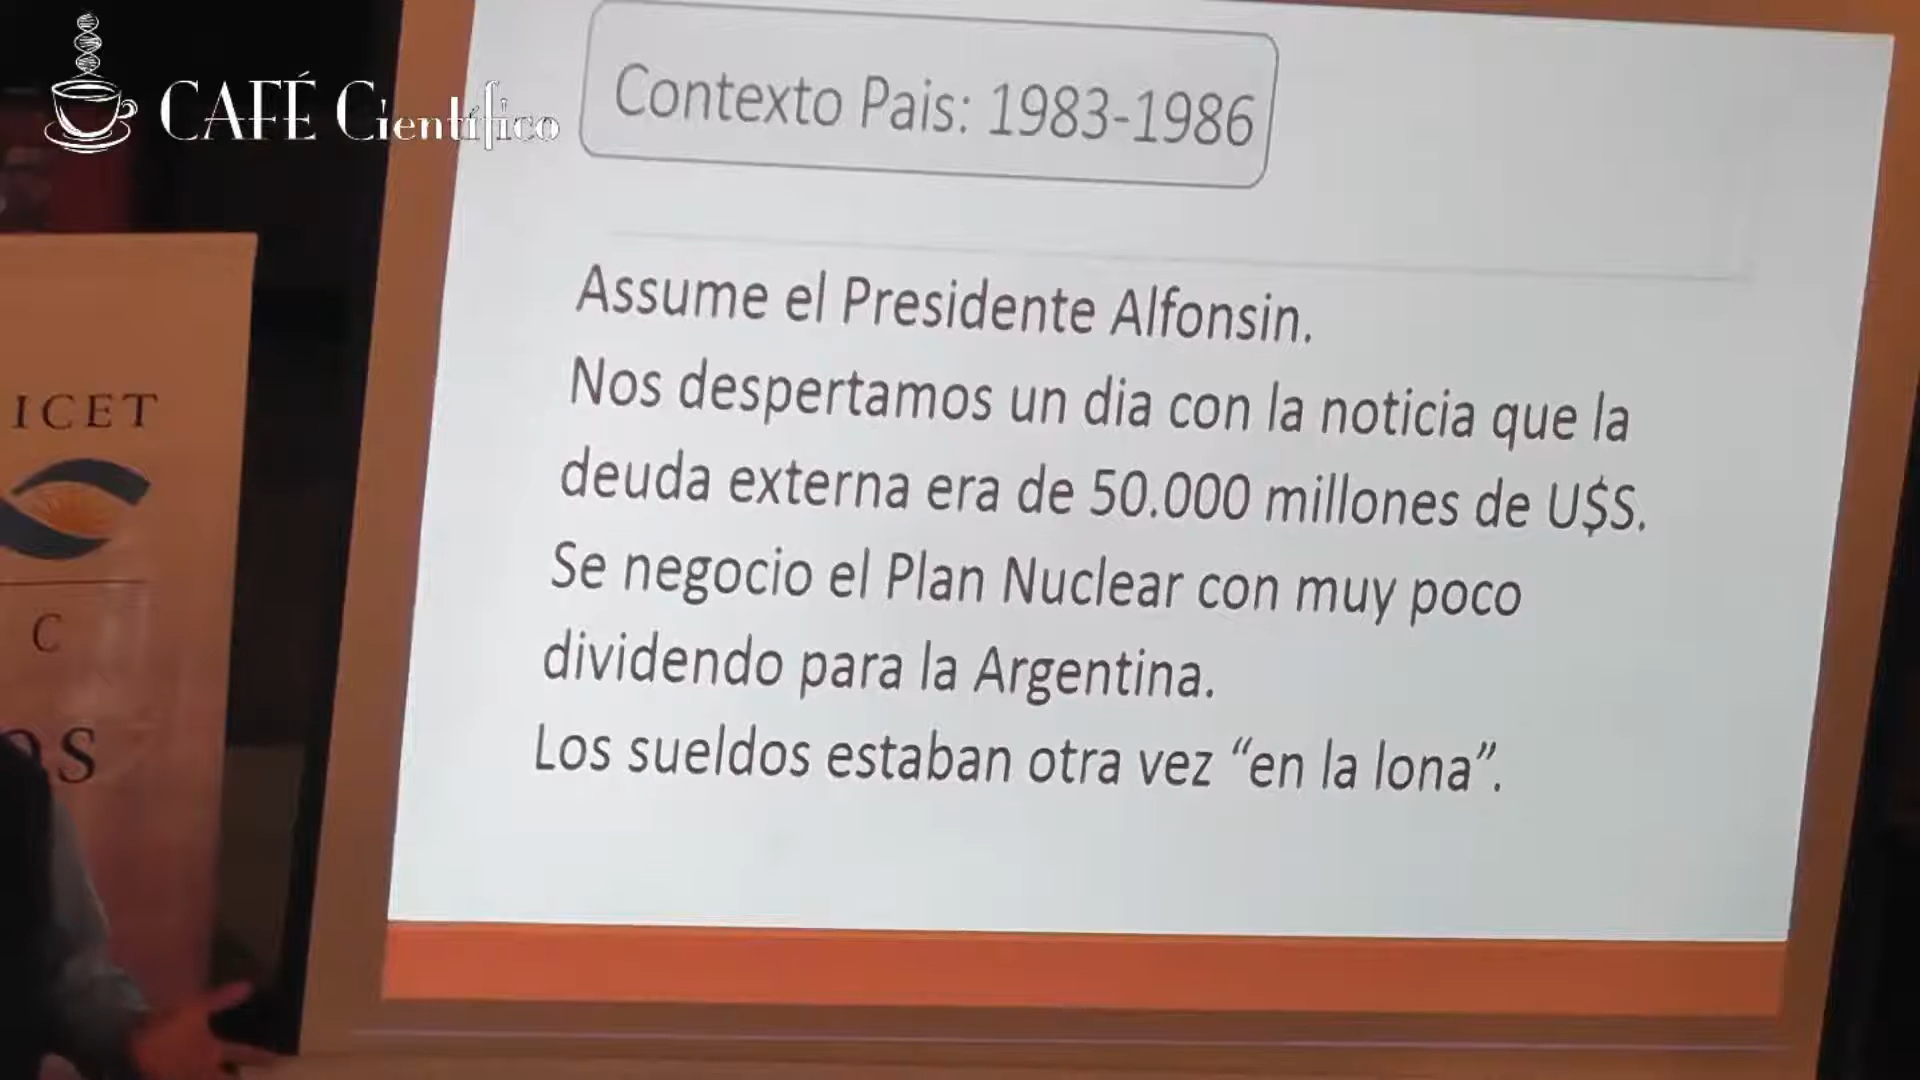 CAFÉ Científico
Contexto Pais: 1983-1986
Assume el Presidente Alfonsin.
Nos despertamos un dia con la noticia que la
deuda externa era de 50.000 millones de U$S.
Se negocio el Plan Nuclear con muy poco
dividendo para la Argentina.
Los sueldos estaban otra vez “en la lona”.
ICET
C
OS